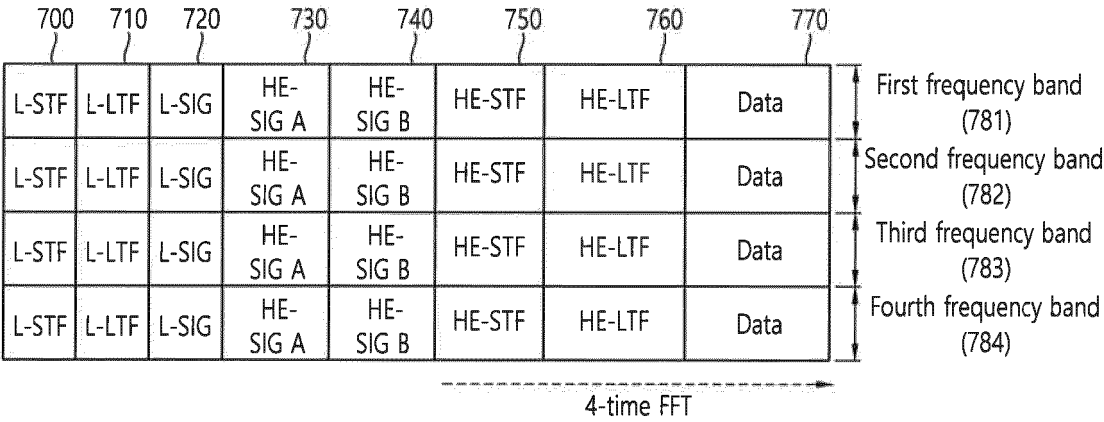 700 710 720 730 740 750 760 770
L-STF L-LTF L-SIG HE-SIG A HE-SIG B HE-STF HE-LTF Data First frequency band (781)
L-STF L-LTF L-SIG HE-SIG A HE-SIG B HE-STF HE-LTF Data Second frequency band (782)
L-STF L-LTF L-SIG HE-SIG A HE-SIG B HE-STF HE-LTF Data Third frequency band (783)
L-STF L-LTF L-SIG HE-SIG A HE-SIG B HE-STF HE-LTF Data Fourth frequency band (784)
4-time FFT